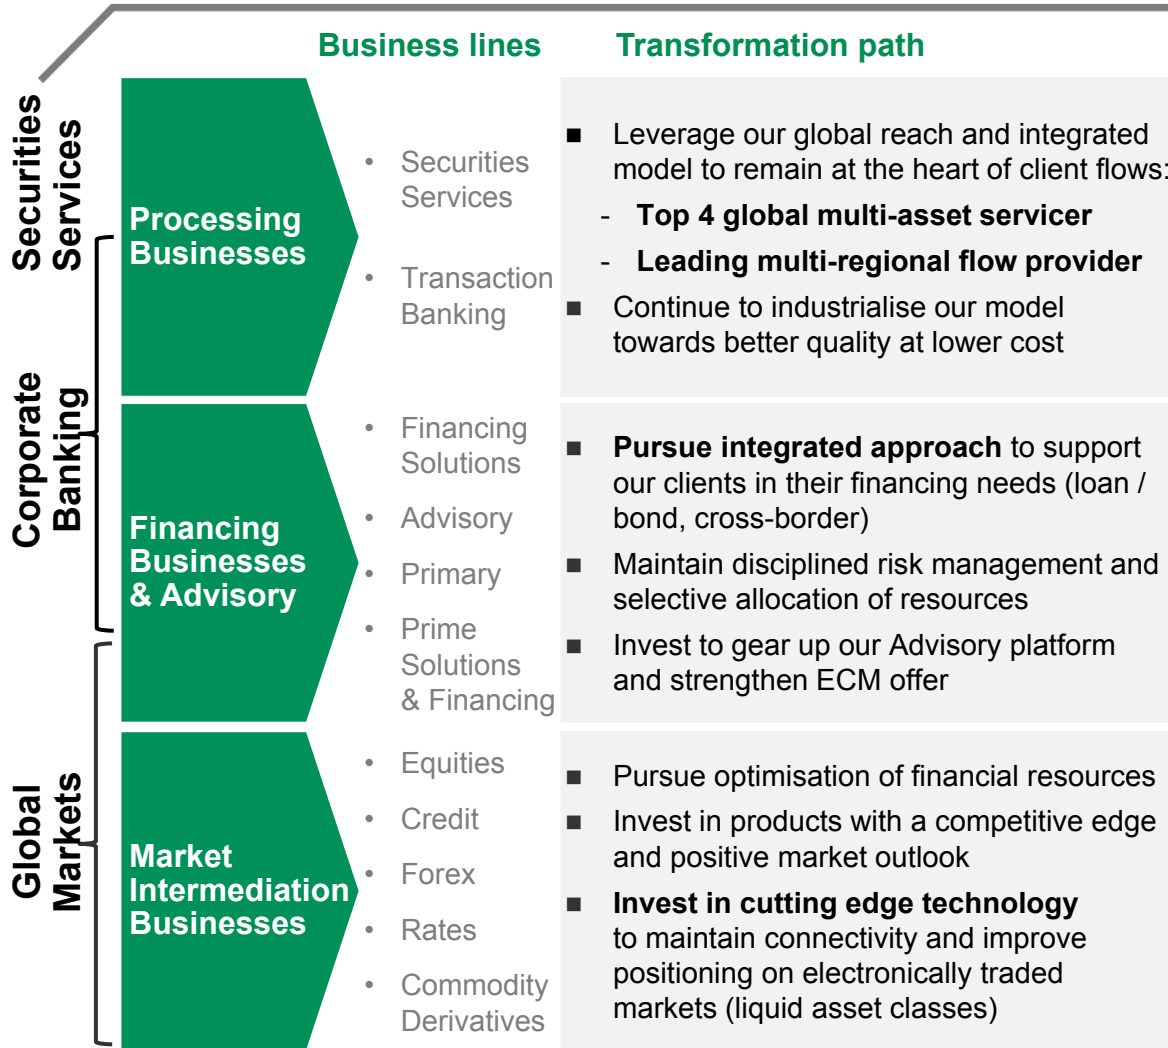 Business lines
Transformation path
Securities
Services
Corporate
Banking
Global
Markets
Processing
Businesses
• Securities
Services
• Transaction
Banking
■ Leverage our global reach and integrated
model to remain at the heart of client flows:
- Top 4 global multi-asset servicer
- Leading multi-regional flow provider
■ Continue to industrialise our model
towards better quality at lower cost
Financing
Businesses
& Advisory
• Financing
Solutions
• Advisory
• Primary
• Prime
Solutions
& Financing
■ Pursue integrated approach to support
our clients in their financing needs (loan /
bond, cross-border)
■ Maintain disciplined risk management and
selective allocation of resources
■ Invest to gear up our Advisory platform
and strengthen ECM offer
Market
Intermediation
Businesses
• Equities
• Credit
• Forex
• Rates
• Commodity
Derivatives
■ Pursue optimisation of financial resources
■ Invest in products with a competitive edge
and positive market outlook
■ Invest in cutting edge technology
to maintain connectivity and improve
positioning on electronically traded
markets (liquid asset classes)